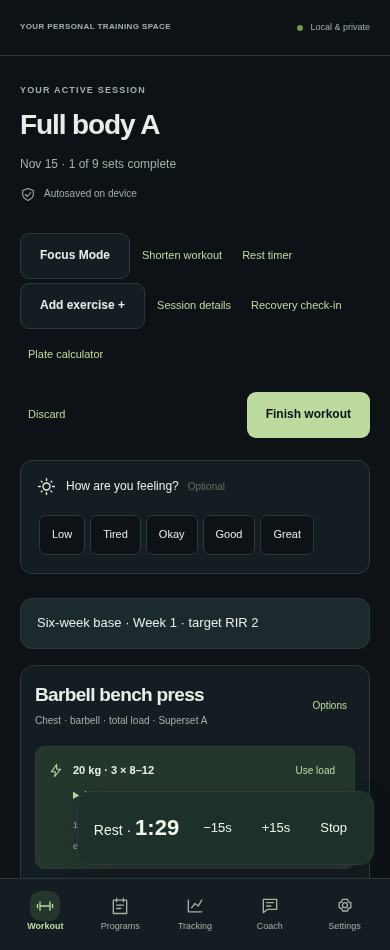 YOUR PERSONAL TRAINING SPACE
Local & private
YOUR ACTIVE SESSION
Full body A
Nov 15 · 1 of 9 sets complete
Autosaved on device
Focus Mode Shorten workout Rest timer
Add exercise + Session details Recovery check-in
Plate calculator
Discard Finish workout
How are you feeling? Optional
Low Tired Okay Good Great
Six-week base · Week 1 · target RIR 2
Barbell bench press
Options
Chest · barbell · total load · Superset A
20 kg · 3 × 8–12 Use load
Rest · 1:29 −15s +15s Stop
Workout Programs Tracking Coach Settings